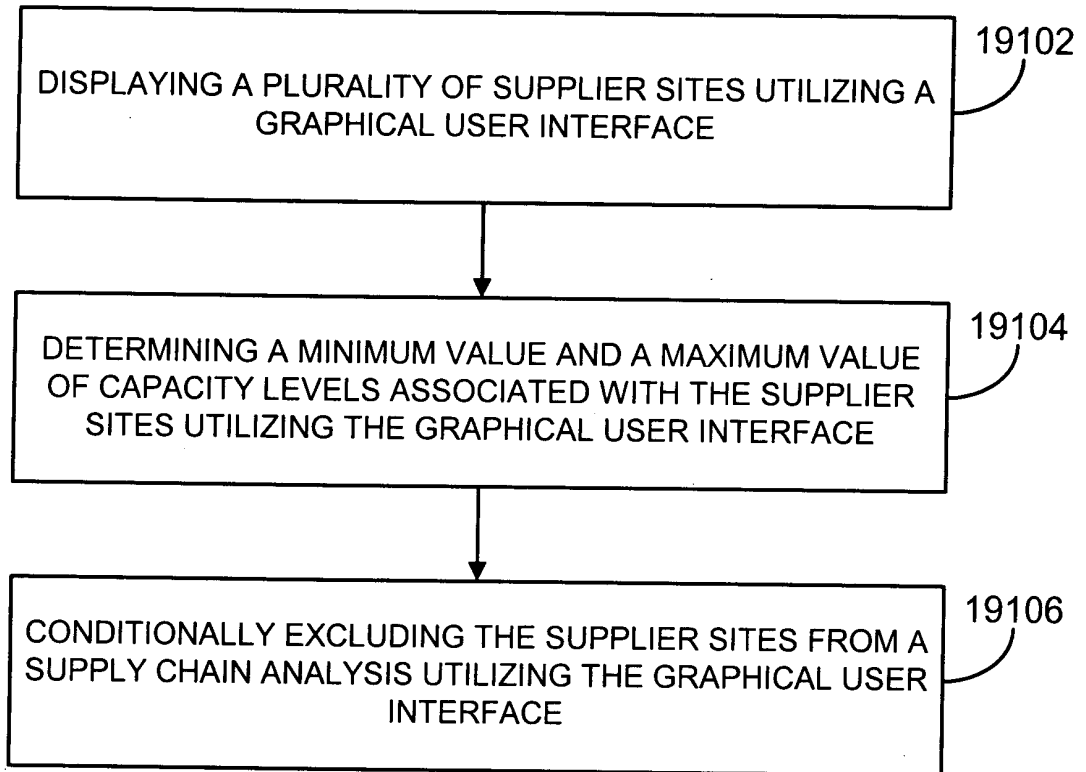 19102
DISPLAYING A PLURALITY OF SUPPLIER SITES UTILIZING A
GRAPHICAL USER INTERFACE
19104
DETERMINING A MINIMUM VALUE AND A MAXIMUM VALUE
OF CAPACITY LEVELS ASSOCIATED WITH THE SUPPLIER
SITES UTILIZING THE GRAPHICAL USER INTERFACE
19106
CONDITIONALLY EXCLUDING THE SUPPLIER SITES FROM A
SUPPLY CHAIN ANALYSIS UTILIZING THE GRAPHICAL USER
INTERFACE